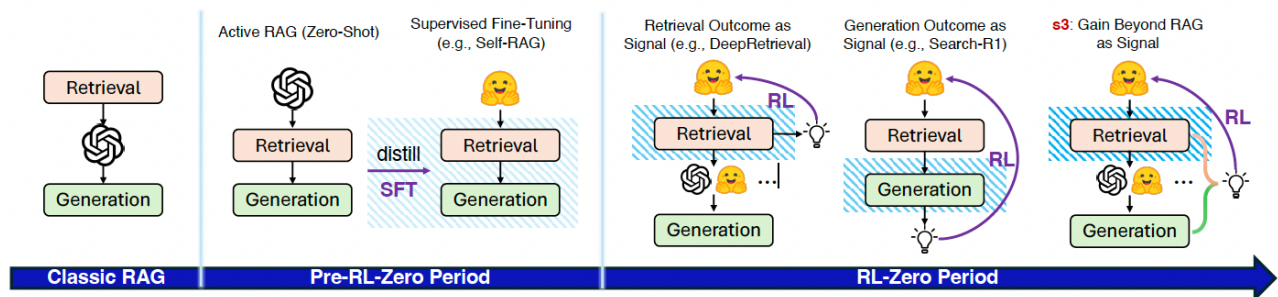 Active RAG (Zero-Shot)
Supervised Fine-Tuning
(e.g., Self-RAG)
Retrieval Outcome as
Signal (e.g., DeepRetrieval)
Generation Outcome as
Signal (e.g., Search-R1)
s3: Gain Beyond RAG
as Signal
Retrieval
Generation
Retrieval
Generation
distill
SFT
Retrieval
Generation
RL
Retrieval
...
Generation
Retrieval
RL
Generation
RL
Retrieval
...
Generation
Classic RAG
Pre-RL-Zero Period
RL-Zero Period